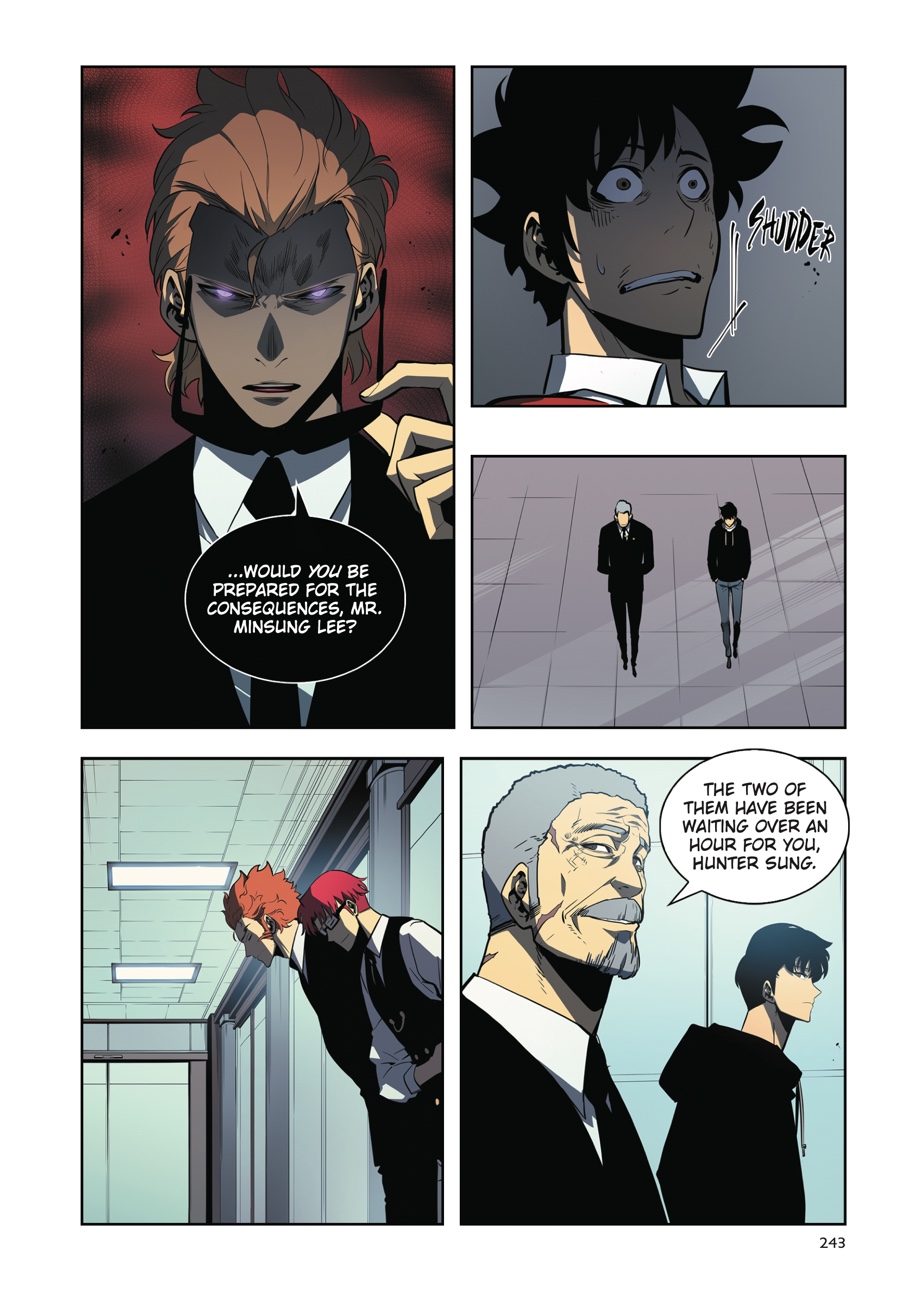 ...WOULD YOU BE
PREPARED FOR THE
CONSEQUENCES, MR.
MINSUNG LEE?
SHUDDER
THE TWO OF
THEM HAVE BEEN
WAITING OVER AN
HOUR FOR YOU,
HUNTER SUNG.
243